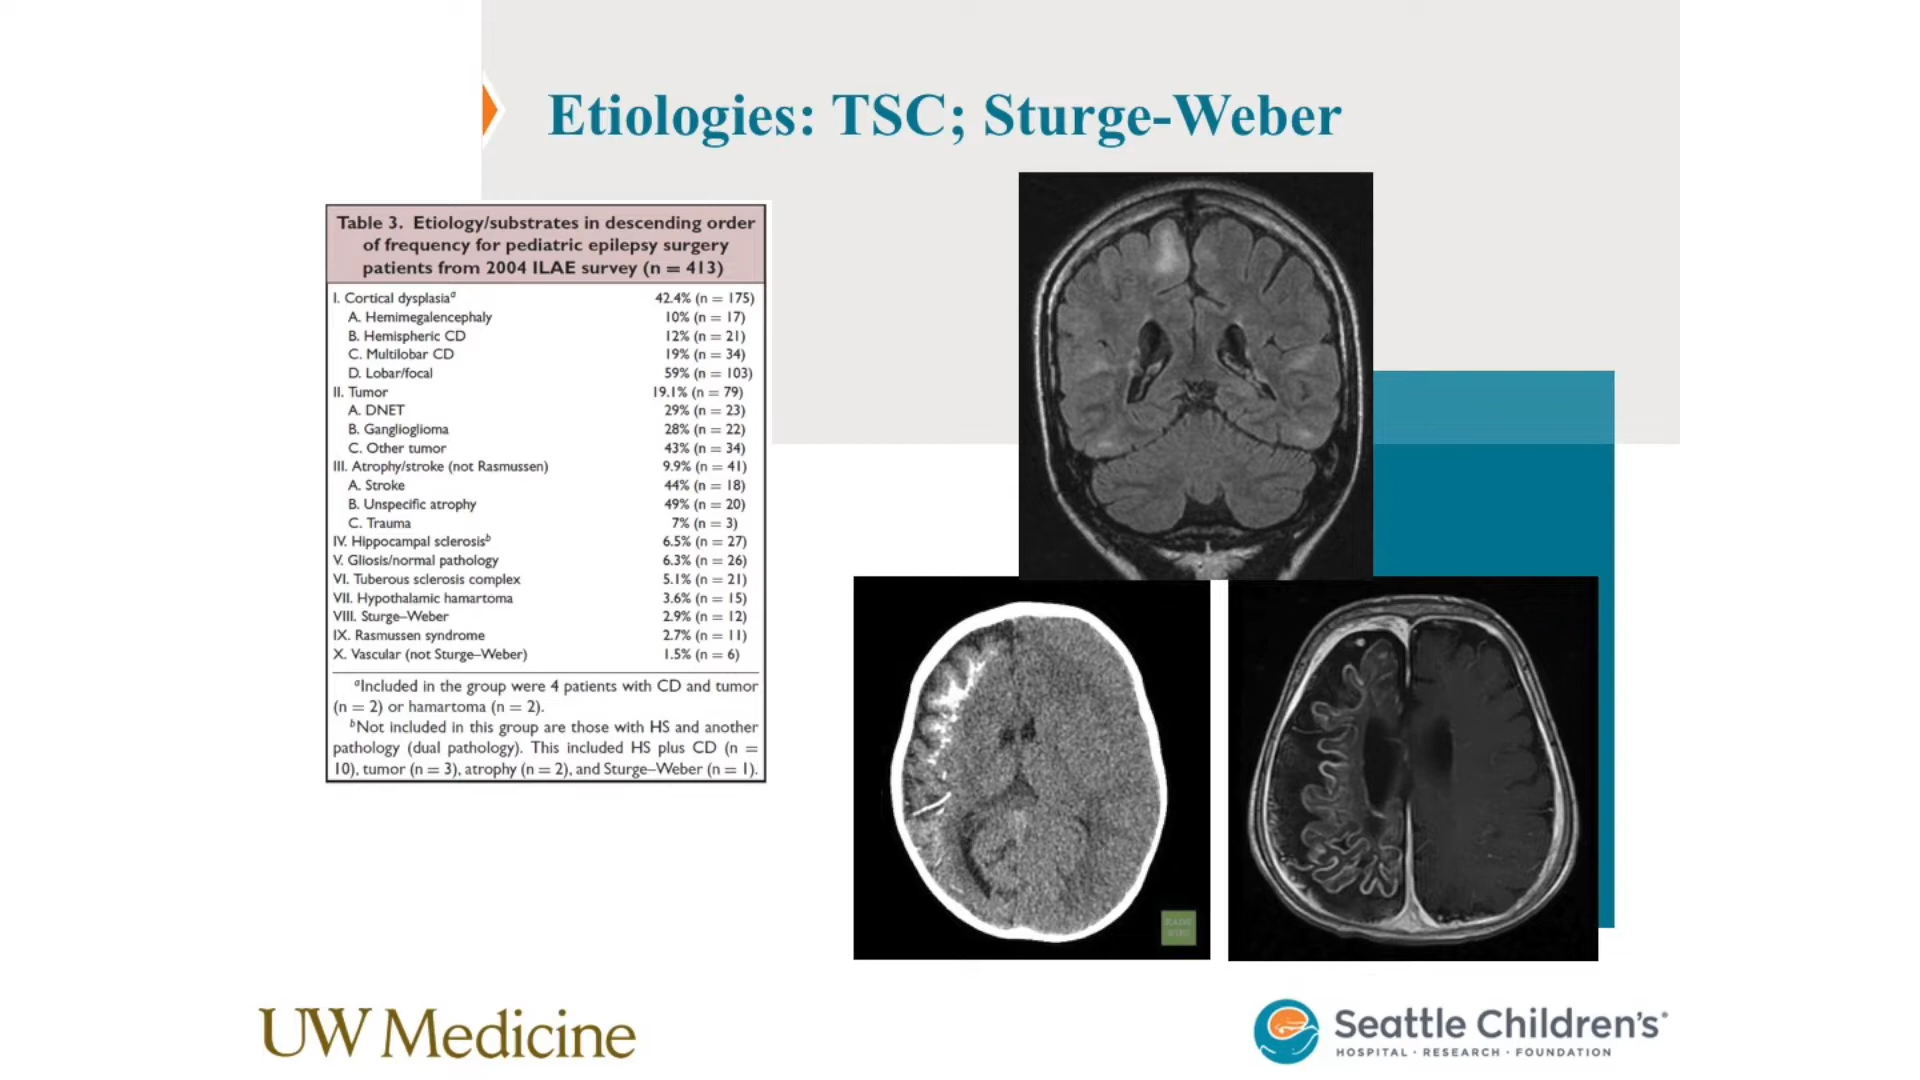 Etiologies: TSC; Sturge-Weber
Table 3. Etiology/substrates in descending order
of frequency for pediatric epilepsy surgery
patients from 2004 ILAE survey (n = 413)
I. Cortical dysplasiaᵃ 42.4% (n = 175)
A. Hemimegalencephaly 10% (n = 17)
B. Hemispheric CD 12% (n = 21)
C. Multilobar CD 19% (n = 34)
D. Lobar/focal 59% (n = 103)
II. Tumor 19.1% (n = 79)
A. DNET 29% (n = 23)
B. Ganglioglioma 28% (n = 22)
C. Other tumor 43% (n = 34)
III. Atrophy/stroke (not Rasmussen) 9.9% (n = 41)
A. Stroke 44% (n = 18)
B. Unspecific atrophy 49% (n = 20)
C. Trauma 7% (n = 3)
IV. Hippocampal sclerosisᵇ 6.5% (n = 27)
V. Gliosis/normal pathology 6.3% (n = 26)
VI. Tuberous sclerosis complex 5.1% (n = 21)
VII. Hypothalamic hamartoma 3.6% (n = 15)
VIII. Sturge–Weber 2.9% (n = 12)
IX. Rasmussen syndrome 2.7% (n = 11)
X. Vascular (not Sturge–Weber) 1.5% (n = 6)
ᵃIncluded in the group were 4 patients with CD and tumor
(n = 2) or hamartoma (n = 2).
ᵇNot included in this group are those with HS and another
pathology (dual pathology). This included HS plus CD (n =
10), tumor (n = 3), atrophy (n = 2), and Sturge–Weber (n = 1).
UW Medicine
Seattle Children's®
HOSPITAL · RESEARCH · FOUNDATION